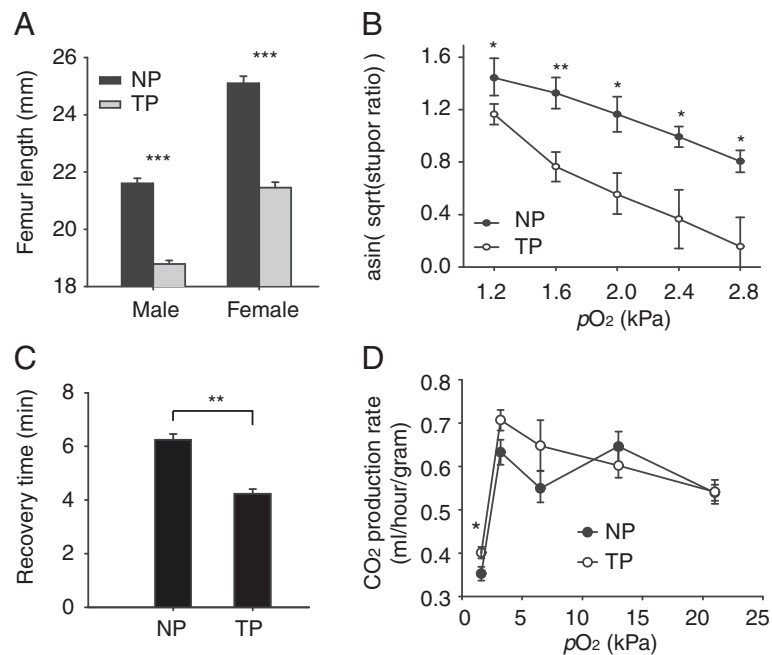 A
Femur length (mm)
26
24
22
20
18
NP
TP
***
***
Male
Female
B
asin( sqrt(stupor ratio) )
1.6
1.2
0.8
0.4
0.0
*
**
*
*
*
NP
TP
1.2
1.6
2.0
2.4
2.8
pO2 (kPa)
C
Recovery time (min)
8
6
4
2
0
**
NP
TP
D
CO2 production rate
(ml/hour/gram)
0.8
0.7
0.6
0.5
0.4
0.3
*
NP
TP
0
5
10
15
20
25
pO2 (kPa)